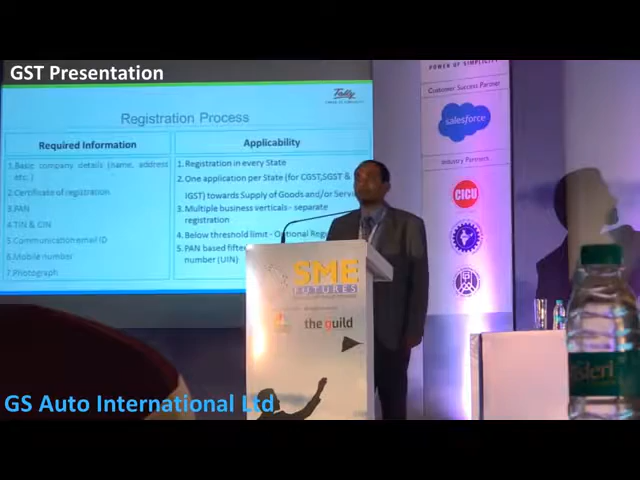 GST Presentation
Tally
POWER OF SIMPLICITY
Registration Process
Required Information
1.Basic company details (name, address
etc.)
2.Certificate of registration
3.PAN
4.TIN & CIN
5.Communication email ID
6.Mobile number
7.Photograph
Applicability
1. Registration in every State
2. One application per State (for CGST,SGST &
IGST) towards Supply of Goods and/or
3. Multiple business verticals - separate
registration
4. Below threshold limit - Optional
5. PAN based
number (UIN)
POWER OF SIMPLICITY
Customer Success Partner
salesforce
Industry Partners
CICU
SME
FUTURES
the guild
GS Auto International Ltd